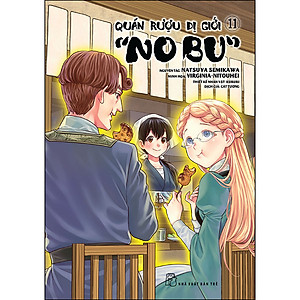 QUÁN RƯỢU DỊ GIỚI 11
"NOBU"
NGUYÊN TÁC: NATSUYA SEMIKAWA
MINH HỌA: VIRGINIA-NITOUHEI
THIẾT KẾ NHÂN VẬT: KURURI
DỊCH GIẢ: CÁT TƯỜNG
NHÀ XUẤT BẢN TRẺ